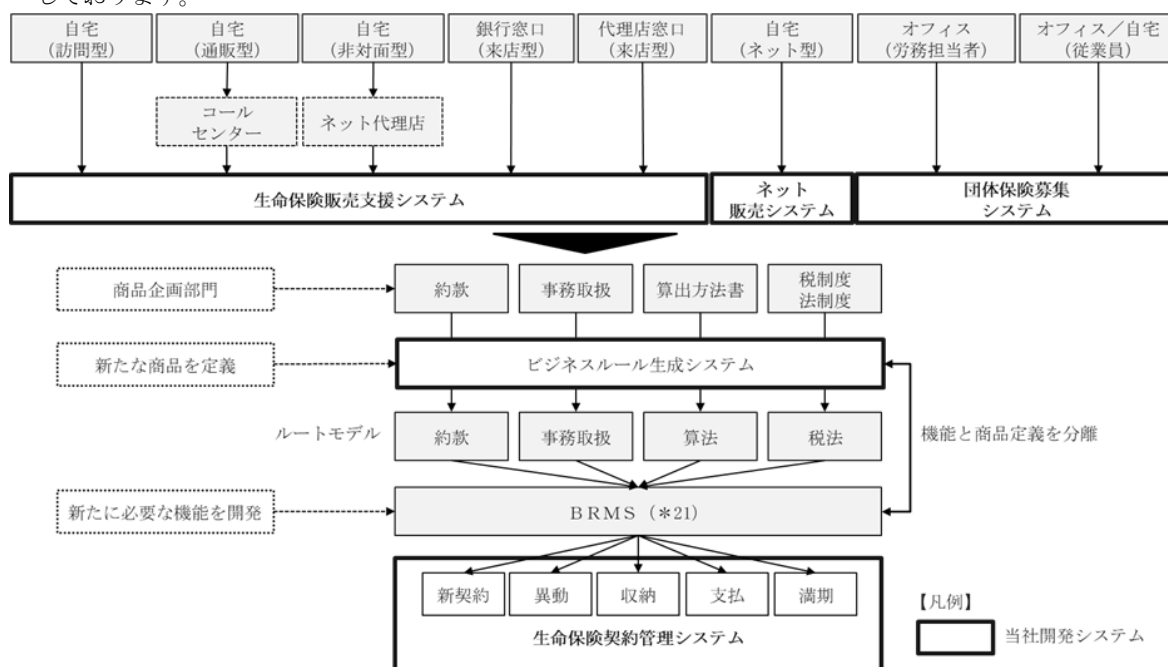 しております。
自宅
（訪問型）
自宅
（通販型）
自宅
（非対面型）
銀行窓口
（来店型）
代理店窓口
（来店型）
自宅
（ネット型）
オフィス
（労務担当者）
オフィス／自宅
（従業員）
コール
センター
ネット代理店
生命保険販売支援システム
ネット
販売システム
団体保険募集
システム
商品企画部門
約款
事務取扱
算出方法書
税制度
法制度
新たな商品を定義
ビジネスルール生成システム
ルートモデル
約款
事務取扱
算法
税法
機能と商品定義を分離
新たに必要な機能を開発
ＢＲＭＳ（＊21）
新契約
異動
収納
支払
満期
生命保険契約管理システム
【凡例】
当社開発システム